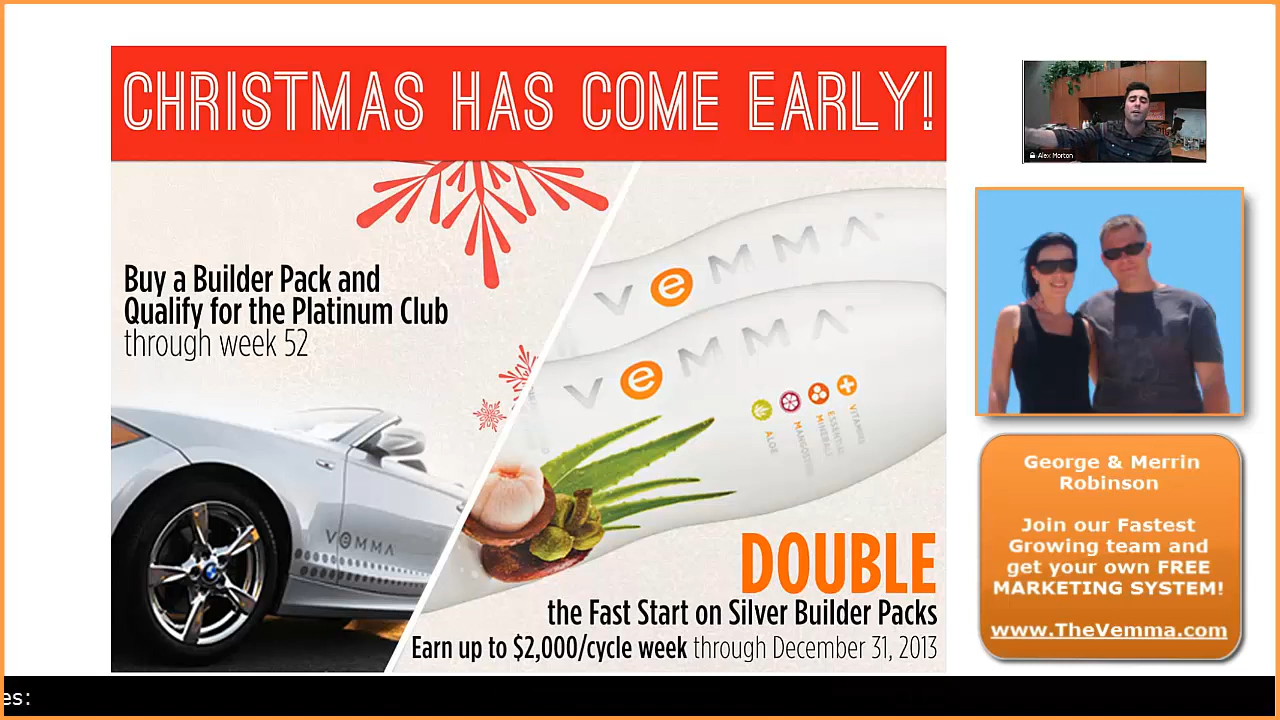 CHRISTMAS HAS COME EARLY!
Buy a Builder Pack and
Qualify for the Platinum Club
through week 52
VeMMA
VeMMA
ALOE
MANGOSTEEN
ESSENTIAL
MINERALS
VITAMINS
VeMMA
DOUBLE
the Fast Start on Silver Builder Packs
Earn up to $2,000/cycle week through December 31, 2013
Alex Morton
George & Merrin
Robinson
Join our Fastest
Growing team and
get your own FREE
MARKETING SYSTEM!
www.TheVemma.com
es: